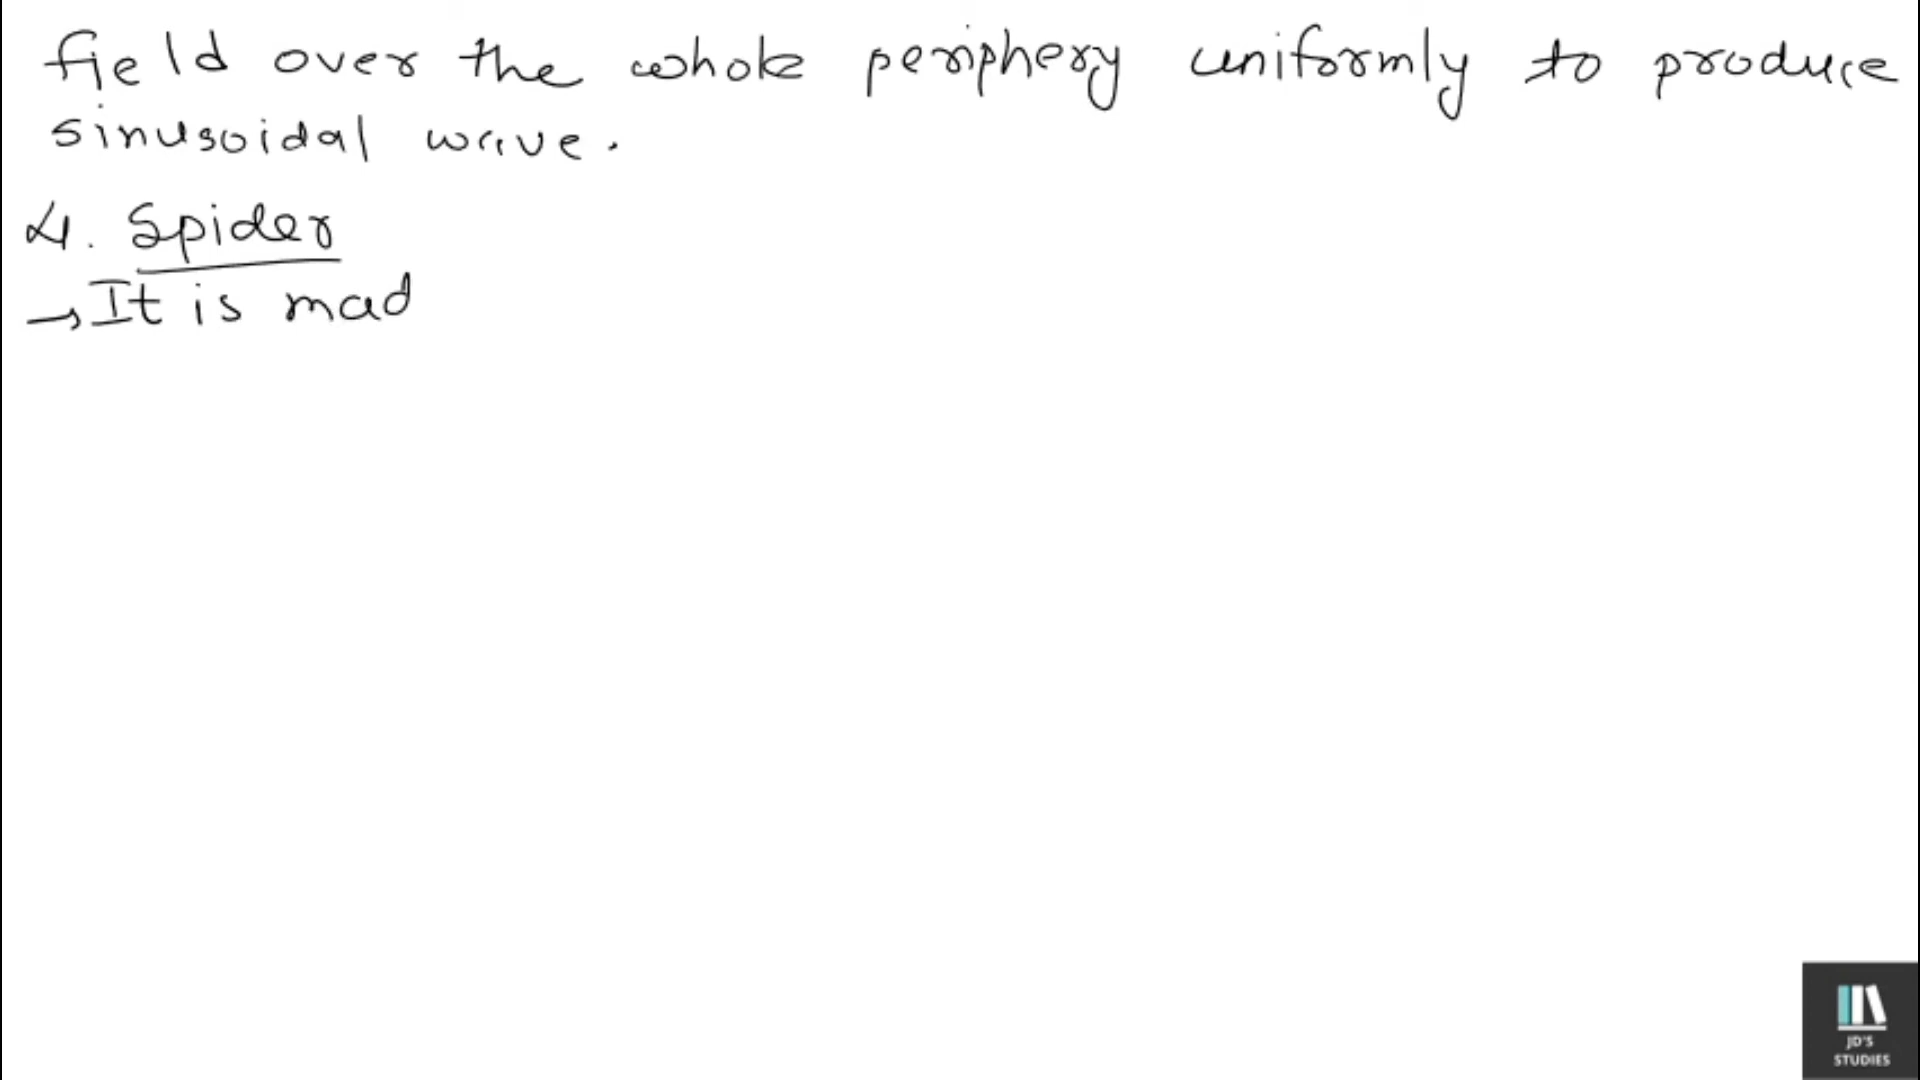 field over the whole periphery uniformly to produce
sinusoidal wave.
4. Spider
→ It is mad
JD'S
STUDIES